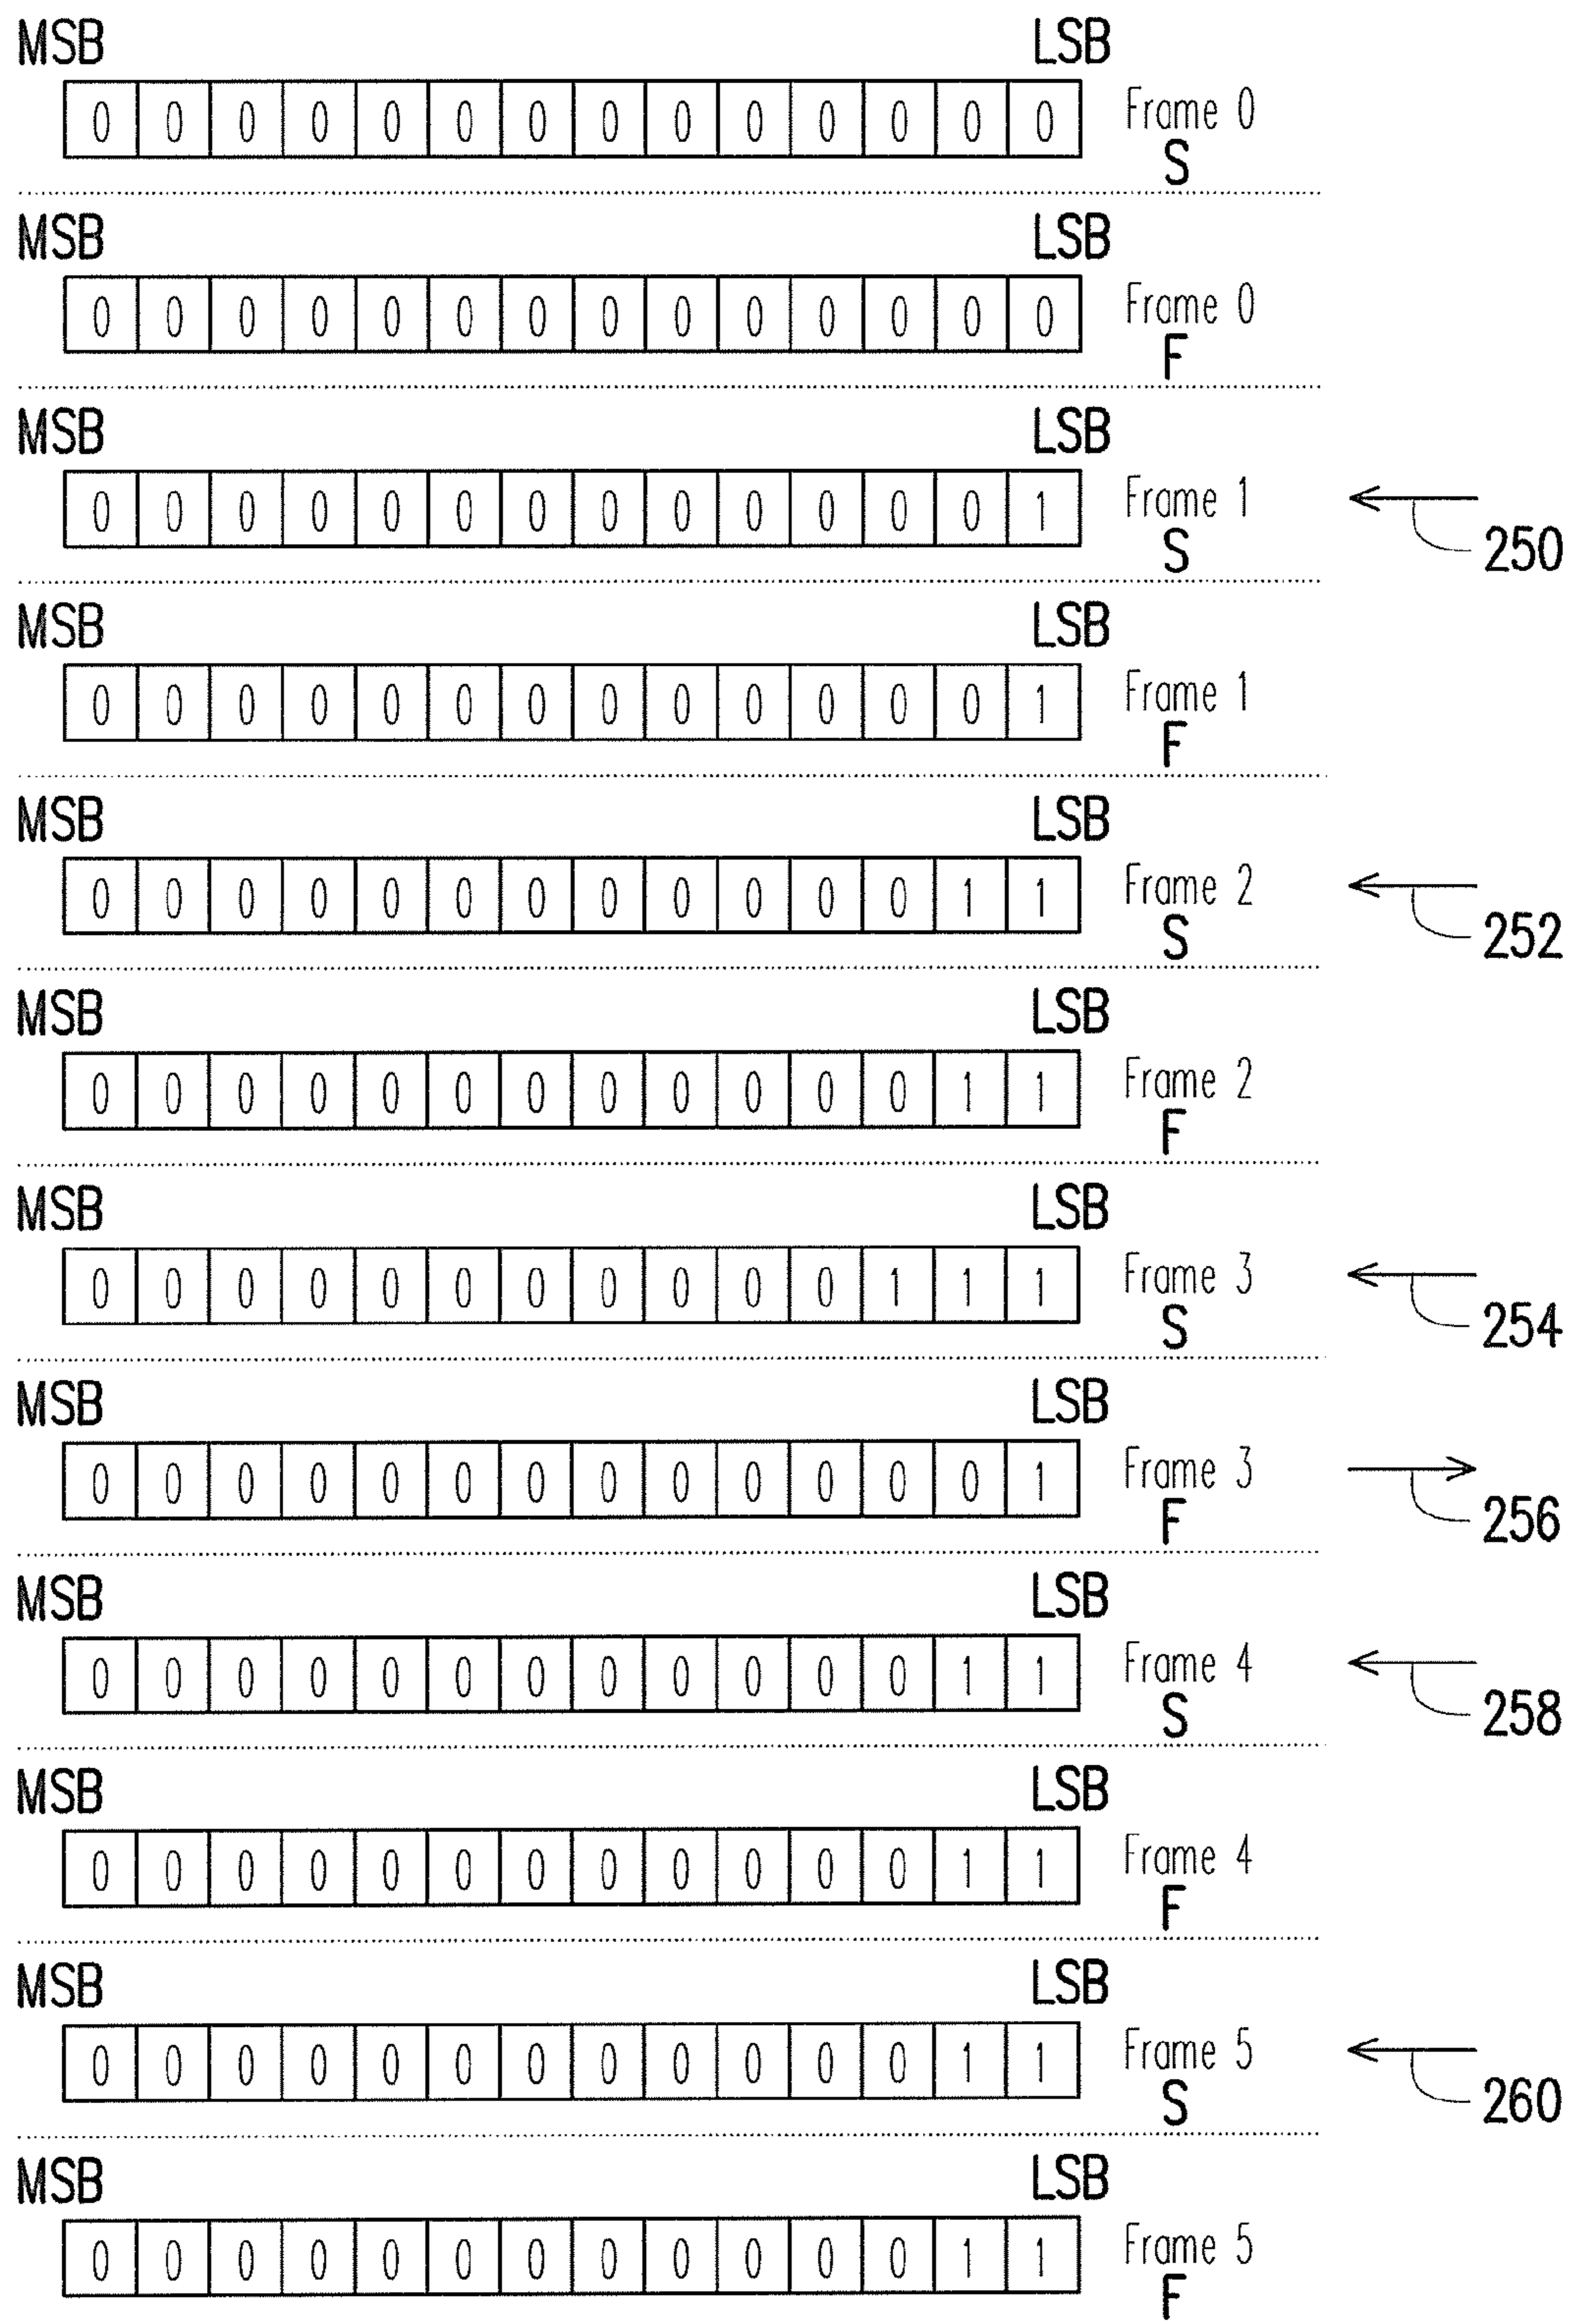 MSB LSB
0 0 0 0 0 0 0 0 0 0 0 0 0 0 Frame 0
S
MSB LSB
0 0 0 0 0 0 0 0 0 0 0 0 0 0 Frame 0
F
MSB LSB
0 0 0 0 0 0 0 0 0 0 0 0 0 1 Frame 1
S 250
MSB LSB
0 0 0 0 0 0 0 0 0 0 0 0 0 1 Frame 1
F
MSB LSB
0 0 0 0 0 0 0 0 0 0 0 0 1 1 Frame 2
S 252
MSB LSB
0 0 0 0 0 0 0 0 0 0 0 0 1 1 Frame 2
F
MSB LSB
0 0 0 0 0 0 0 0 0 0 0 1 1 1 Frame 3
S 254
MSB LSB
0 0 0 0 0 0 0 0 0 0 0 0 0 1 Frame 3
F 256
MSB LSB
0 0 0 0 0 0 0 0 0 0 0 0 1 1 Frame 4
S 258
MSB LSB
0 0 0 0 0 0 0 0 0 0 0 0 1 1 Frame 4
F
MSB LSB
0 0 0 0 0 0 0 0 0 0 0 0 1 1 Frame 5
S 260
MSB LSB
0 0 0 0 0 0 0 0 0 0 0 0 1 1 Frame 5
F